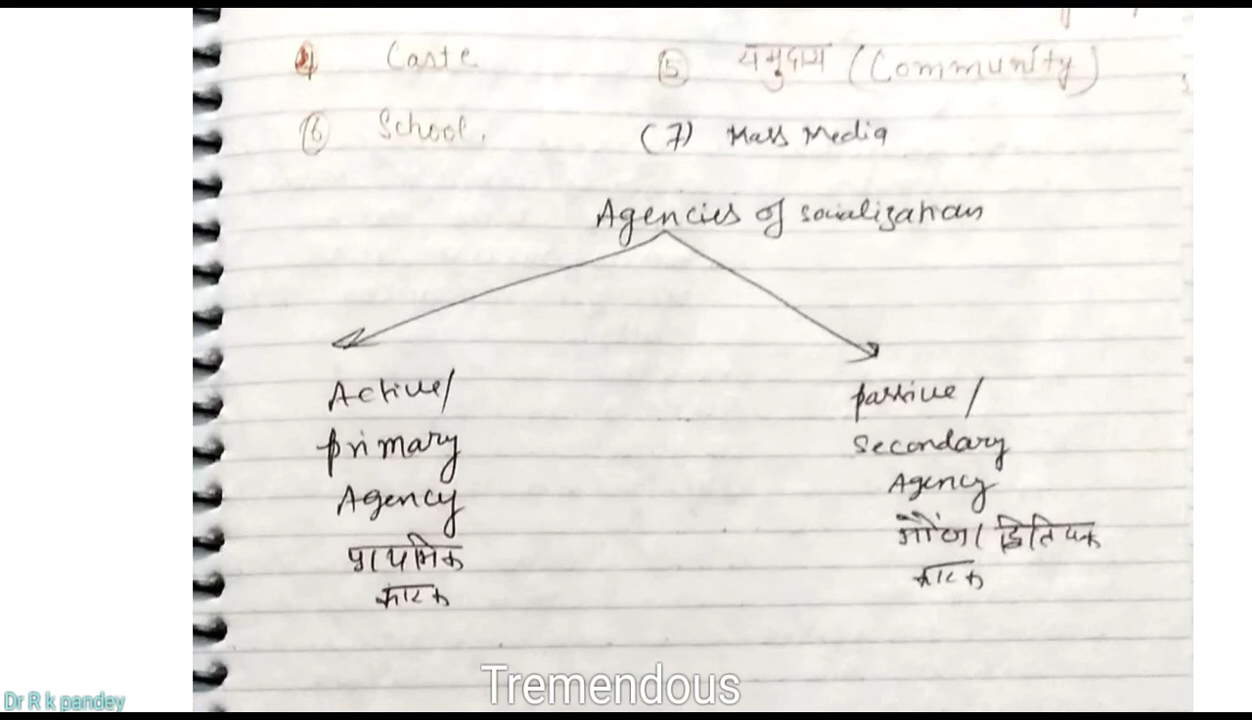 4 Caste ⑤ समुदाय (Community)
⑥ School. (7) Mass Media
Agencies of socialization
Active/ passive/
primary Secondary
Agency Agency
प्राथमिक गौण/द्वितियक
कारक कारक
Tremendous
Dr R k pandey